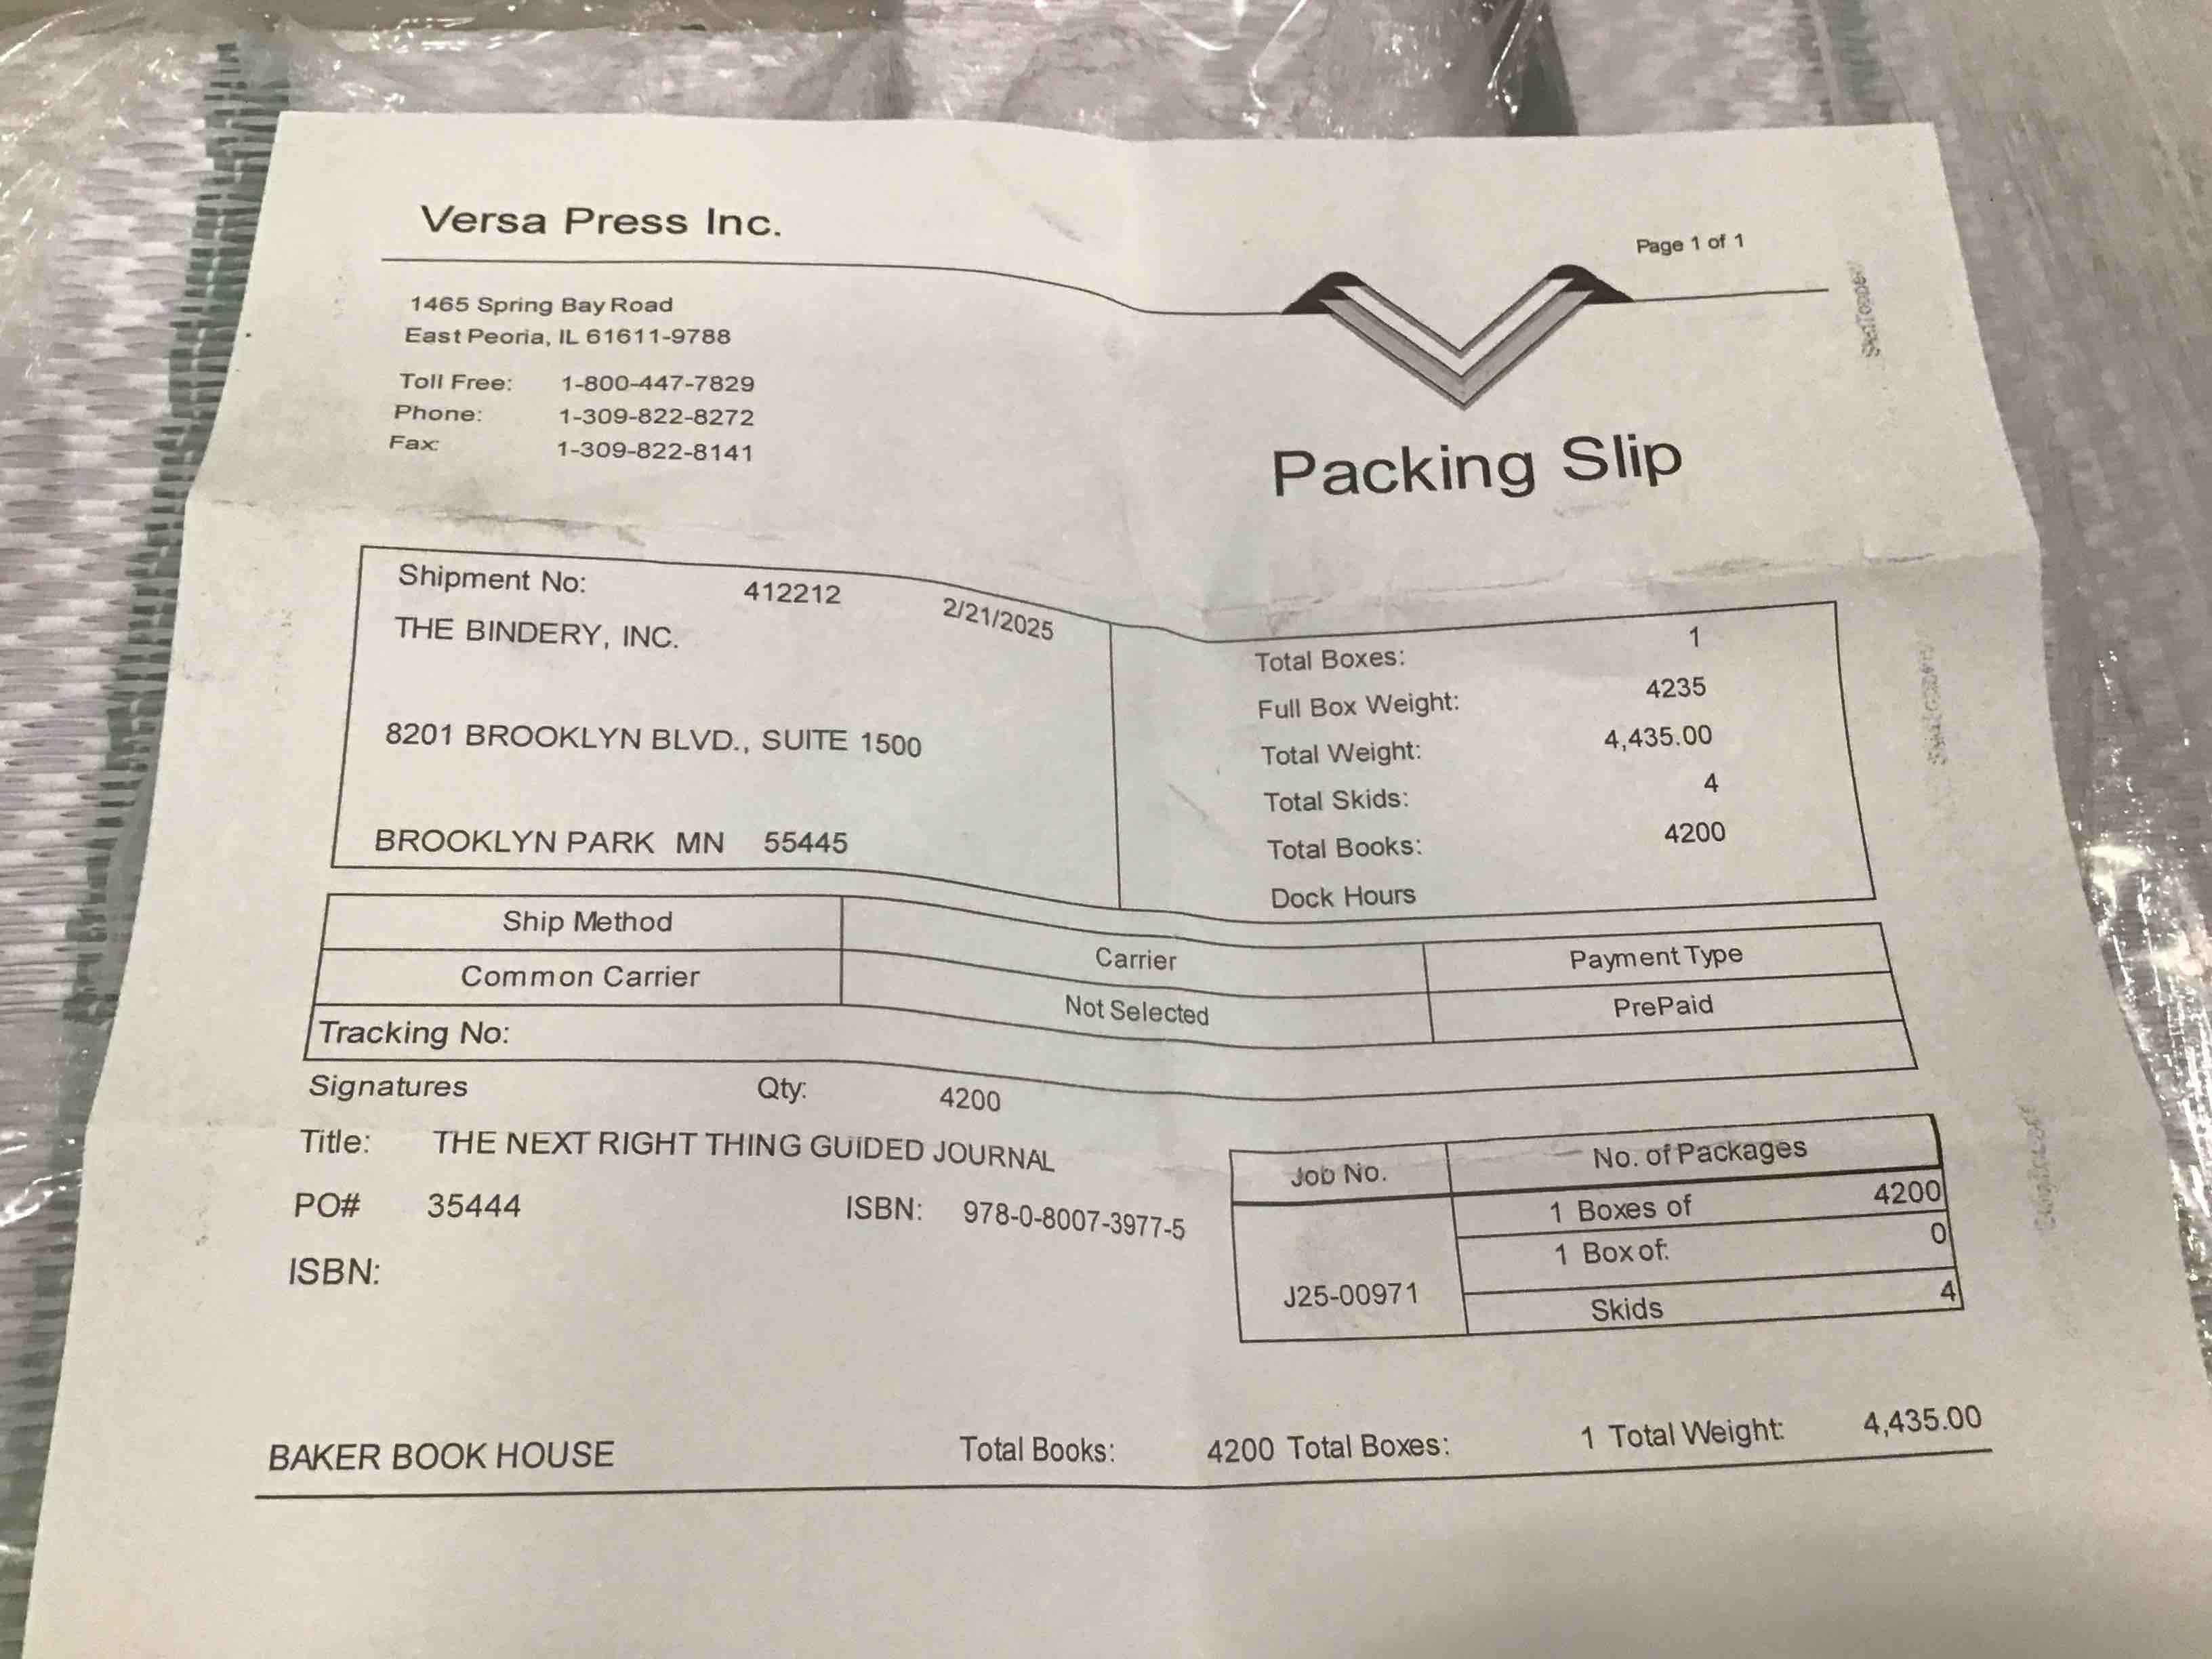 Versa Press Inc.
Page 1 of 1
1465 Spring Bay Road
East Peoria, IL 61611-9788
Toll Free: 1-800-447-7829
Phone: 1-309-822-8272
Fax: 1-309-822-8141
Packing Slip
Shipment No: 412212 2/21/2025
THE BINDERY, INC.
8201 BROOKLYN BLVD., SUITE 1500
BROOKLYN PARK MN 55445
Total Boxes: 1
Full Box Weight: 4235
Total Weight: 4,435.00
Total Skids: 4
Total Books: 4200
Dock Hours
Ship Method Carrier Payment Type
Common Carrier Not Selected PrePaid
Tracking No:
Signatures Qty: 4200
Title: THE NEXT RIGHT THING GUIDED JOURNAL
PO# 35444 ISBN: 978-0-8007-3977-5
ISBN:
Job No. No. of Packages
J25-00971
1 Boxes of 4200
1 Box of: 0
Skids 4
BAKER BOOK HOUSE Total Books: 4200 Total Boxes: 1 Total Weight: 4,435.00